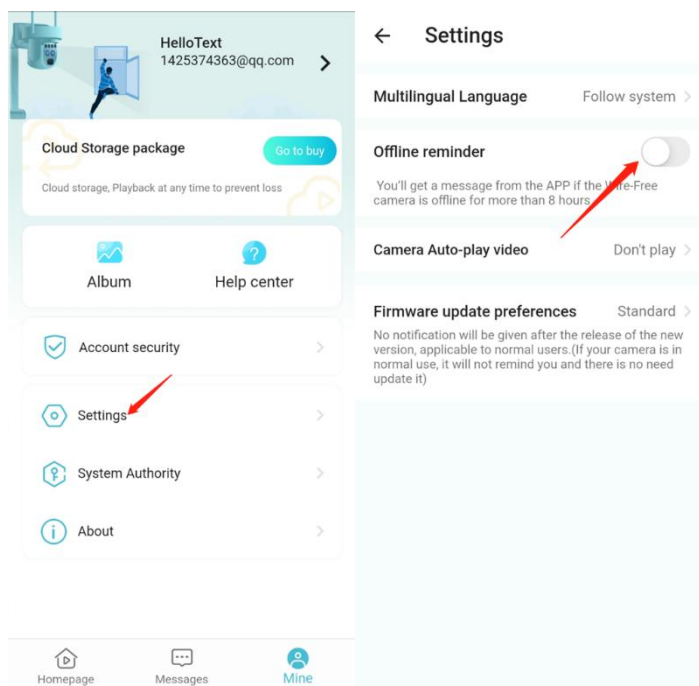 HelloText
1425374363@qq.com
Cloud Storage package
Go to buy
Cloud storage, Playback at any time to prevent loss
Album
Help center
Account security
Settings
System Authority
About
Homepage
Messages
Mine
Settings
Multilingual Language
Follow system
Offline reminder
You'll get a message from the APP if the Wire-Free
camera is offline for more than 8 hours
Camera Auto-play video
Don't play
Firmware update preferences
Standard
No notification will be given after the release of the new
version, applicable to normal users.(If your camera is in
normal use, it will not remind you and there is no need
update it)